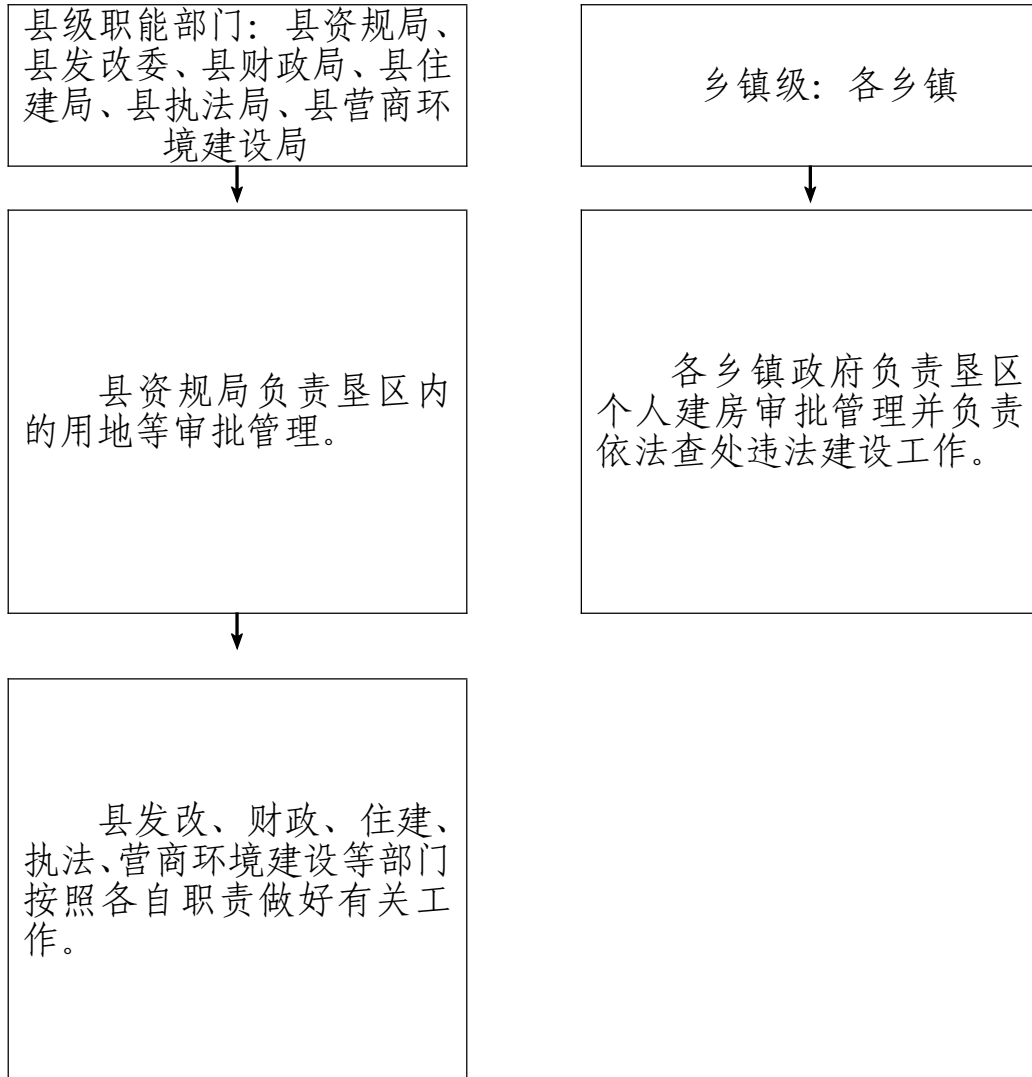 县级职能部门：县资规局、
县发改委、县财政局、县住
建局、县执法局、县营商环
境建设局
县资规局负责垦区内
的用地等审批管理。
县发改、财政、住建、
执法、营商环境建设等部门
按照各自职责做好有关工
作。
乡镇级：各乡镇
各乡镇政府负责垦区
个人建房审批管理并负责
依法查处违法建设工作。